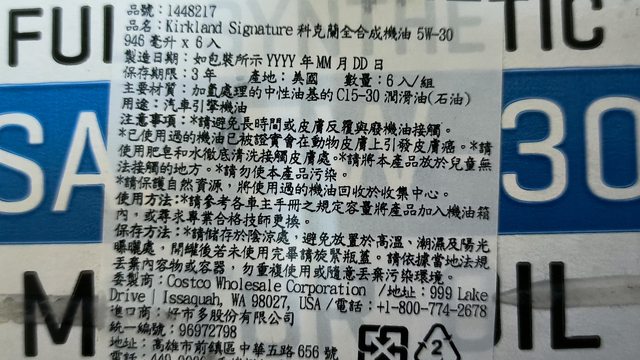 FUL
SYNTHETIC
品號：1448217
品名：Kirkland Signature 科克蘭全合成機油 5W-30
946 毫升 x 6入
製造日期：如包裝所示 YYYY 年 MM 月 DD 日
保存期限：3 年 產地：美國 數量：6 入/組
主要材質：加氫處理的中性油基的 C15-30 潤滑油(石油)
用途：汽車引擎機油
注意事項：*請避免長時間或皮膚反覆與廢機油接觸。
*已使用過的機油已被證實會在動物皮膚上引發皮膚癌。*請
使用肥皂和水徹底清洗接觸皮膚處。*請將本產品放於兒童無
法接觸的地方。*請勿使本產品污染。
*請保護自然資源，將使用過的機油回收於收集中心。
使用方法：*請參考各車主手冊之規定容量將產品加入機油箱
內，或尋求專業合格技師更換。
保存方法：*請儲存於陰涼處，避免放置於高溫、潮濕及陽光
曝曬處，開罐後若未使用完畢請旋緊瓶蓋。請依據當地法規
丟棄內容物或容器，勿重複使用或隨意丟棄污染環境。
委製商：Costco Wholesale Corporation /地址：999 Lake
Drive | Issaquah, WA 98027, USA /電話：+1-800-774-2678
進口商：好市多股份有限公司
統一編號：96972798
地址：高雄市前鎮區中華五路 656 號
SA
30
M
OIL
2